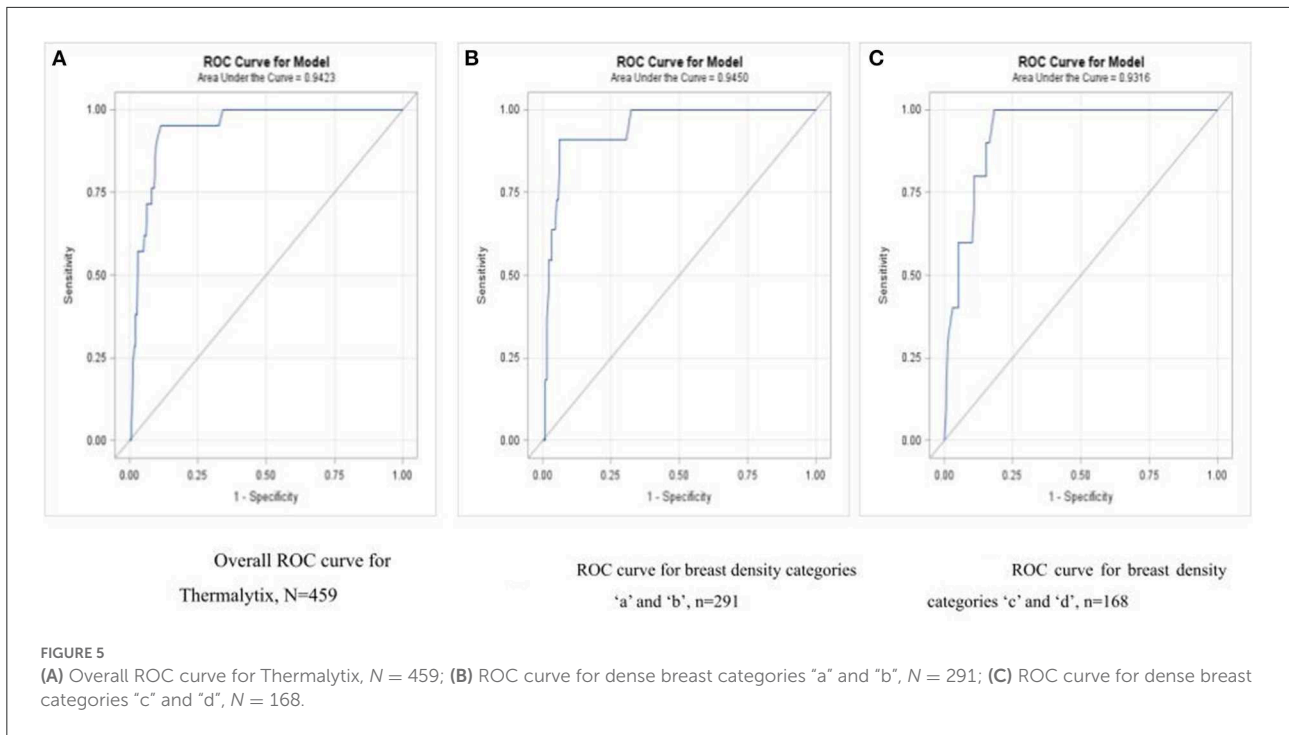 A
ROC Curve for Model
Area Under the Curve = 0.9423
1.00
0.75
0.50
0.25
0.00
Sensitivity
0.00 0.25 0.50 0.75 1.00
1 - Specificity
Overall ROC curve for
Thermalytix, N=459
B
ROC Curve for Model
Area Under the Curve = 0.9450
1.00
0.75
0.50
0.25
0.00
Sensitivity
0.00 0.25 0.50 0.75 1.00
1 - Specificity
ROC curve for breast density categories
‘a’ and ‘b’, n=291
C
ROC Curve for Model
Area Under the Curve = 0.9316
1.00
0.75
0.50
0.25
0.00
Sensitivity
0.00 0.25 0.50 0.75 1.00
1 - Specificity
ROC curve for breast density
categories ‘c’ and ‘d’, n=168
FIGURE 5
(A) Overall ROC curve for Thermalytix, N = 459; (B) ROC curve for dense breast categories “a” and “b”, N = 291; (C) ROC curve for dense breast
categories “c” and “d”, N = 168.